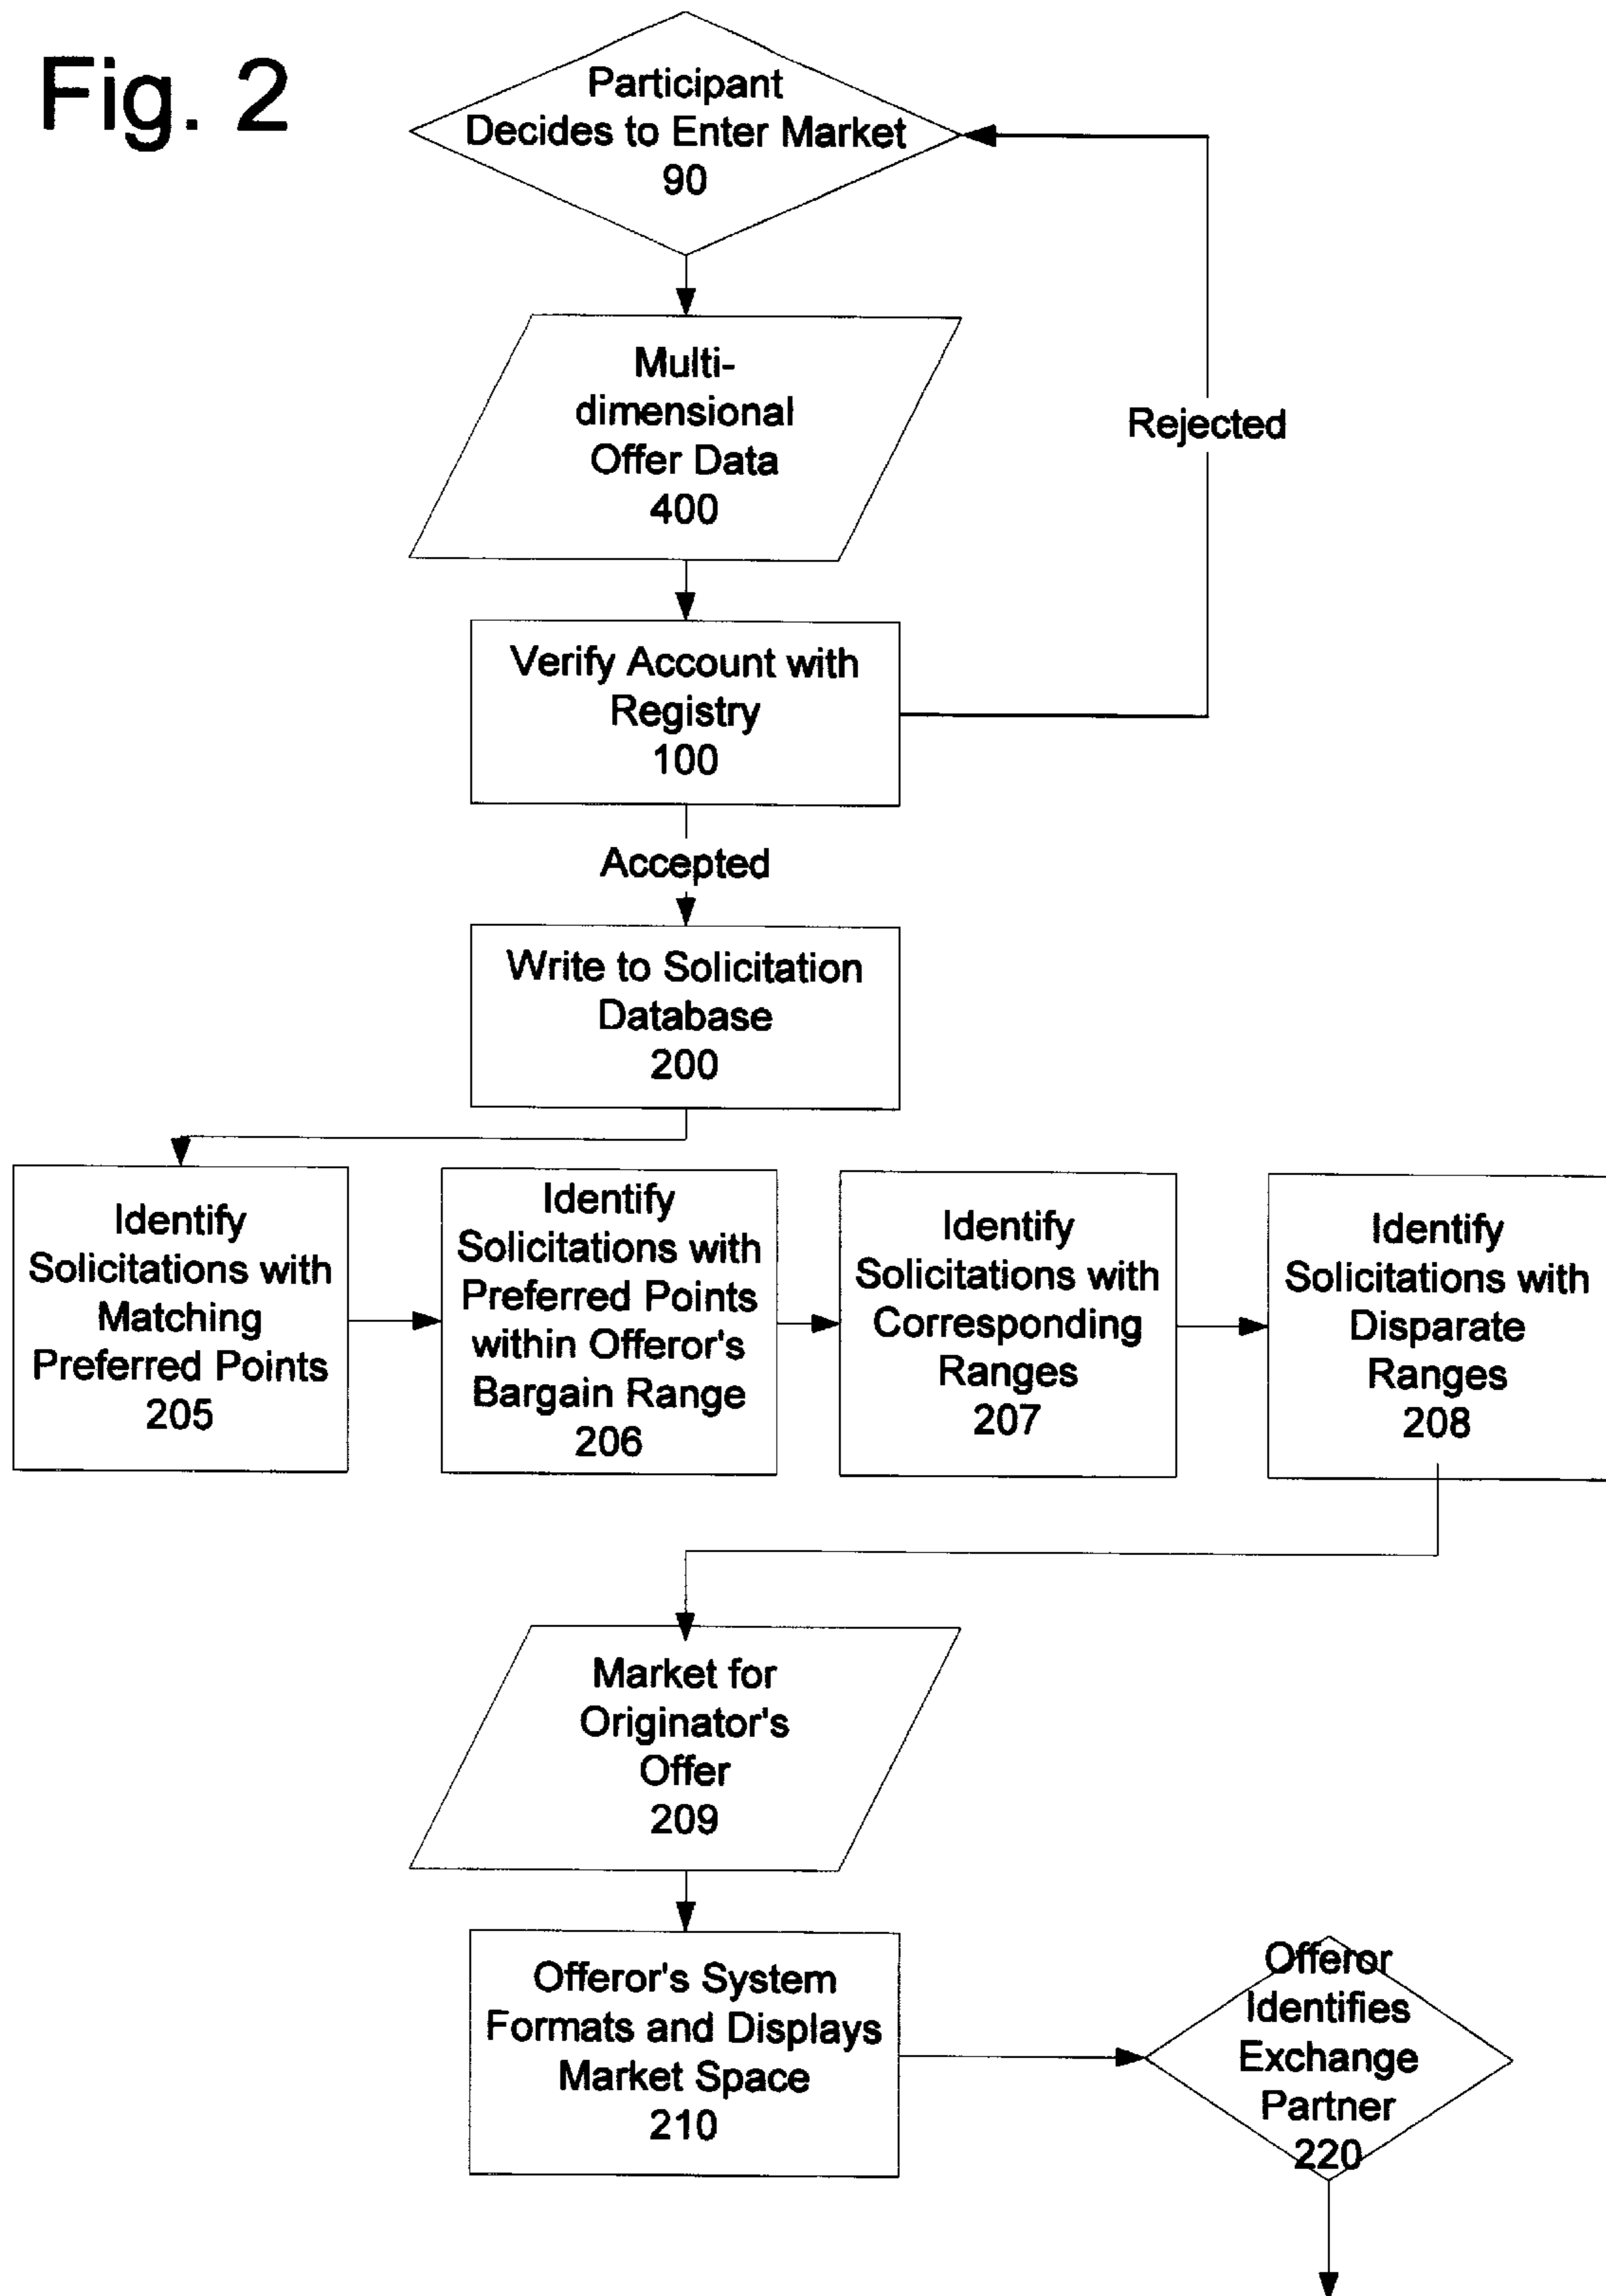 Fig. 2
Participant
Decides to Enter Market
90
Multi-
dimensional
Offer Data
400
Rejected
Verify Account with
Registry
100
Accepted
Write to Solicitation
Database
200
Identify
Solicitations with
Matching
Preferred Points
205
Identify
Solicitations with
Preferred Points
within Offeror's
Bargain Range
206
Identify
Solicitations with
Corresponding
Ranges
207
Identify
Solicitations with
Disparate
Ranges
208
Market for
Originator's
Offer
209
Offeror's System
Formats and Displays
Market Space
210
Offeror
Identifies
Exchange
Partner
220